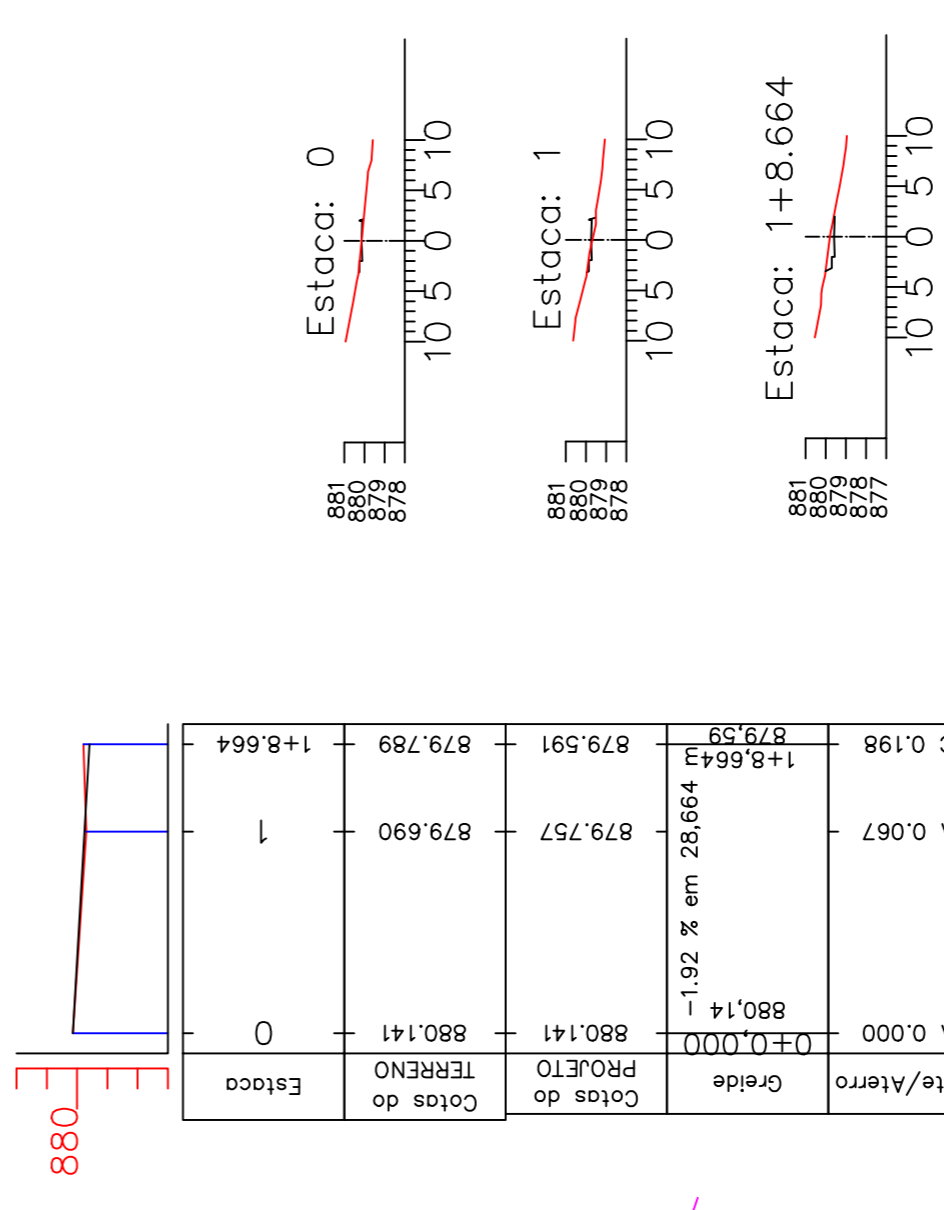 Estaca: 0
10 5 0 5 10
881
880
879
878
Estaca: 1
10 5 0 5 10
881
880
879
878
Estaca: 1+8.664
10 5 0 5 10
881
880
879
878
877
880
Estaca 0 1 1+8.664
Cotas do
TERRENO
880.141 879.690 879.789
Cotas do
PROJETO
880.141 879.757 879.591
Greide
0+0,000
880,14
-1.92 % em 28,664 m
1+8,664
879,59
te/Aterro
0.000 0.067 0.198